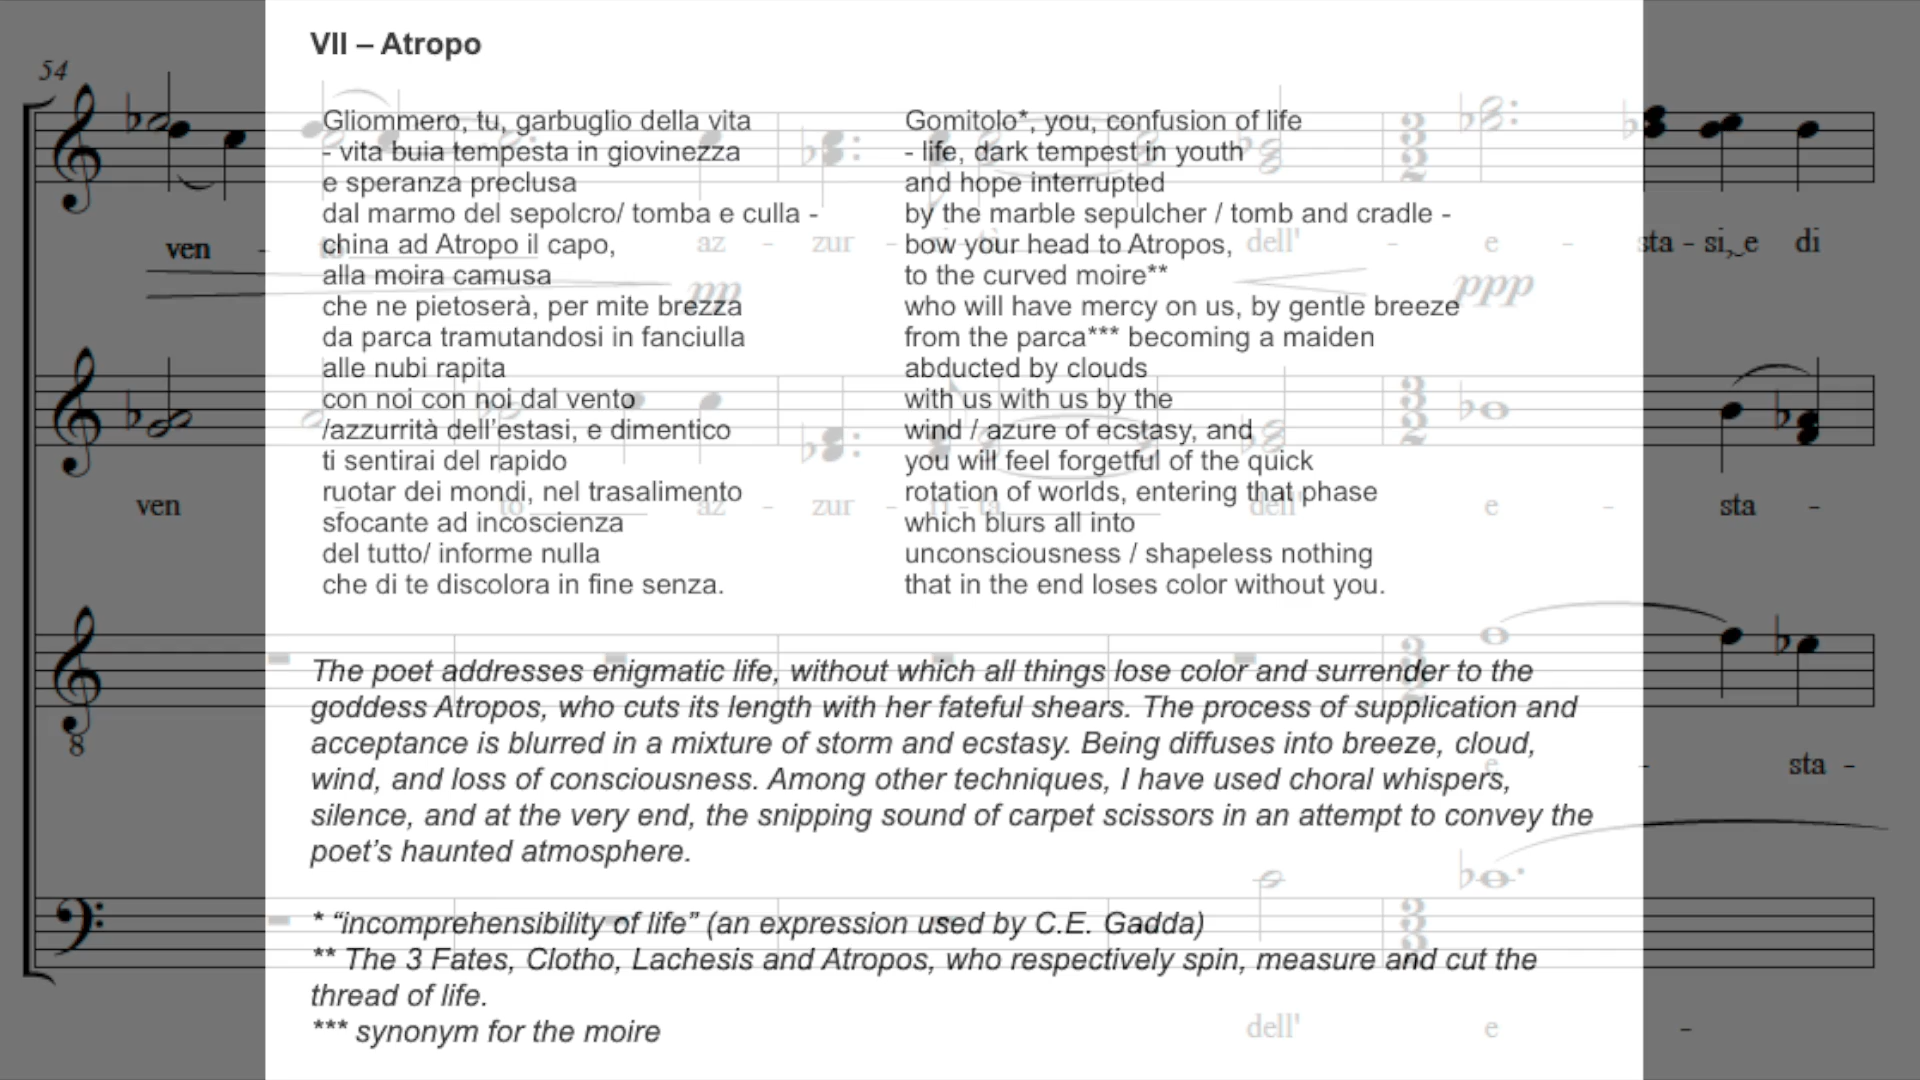 VII – Atropo
Gliommero, tu, garbuglio della vita
- vita buia tempesta in giovinezza
e speranza preclusa
dal marmo del sepolcro/ tomba e culla -
china ad Atropo il capo,
alla moira camusa
che ne pietoserà, per mite brezza
da parca tramutandosi in fanciulla
alle nubi rapita
con noi con noi dal vento
/azzurrità dell'estasi, e dimentico
ti sentirai del rapido
ruotar dei mondi, nel trasalimento
sfocante ad incoscienza
del tutto/ informe nulla
che di te discolora in fine senza.
Gomitolo*, you, confusion of life
- life, dark tempest in youth
and hope interrupted
by the marble sepulcher / tomb and cradle -
bow your head to Atropos,
to the curved moire**
who will have mercy on us, by gentle breeze
from the parca*** becoming a maiden
abducted by clouds
with us with us by the
wind / azure of ecstasy, and
you will feel forgetful of the quick
rotation of worlds, entering that phase
which blurs all into
unconsciousness / shapeless nothing
that in the end loses color without you.
The poet addresses enigmatic life, without which all things lose color and surrender to the
goddess Atropos, who cuts its length with her fateful shears. The process of supplication and
acceptance is blurred in a mixture of storm and ecstasy. Being diffuses into breeze, cloud,
wind, and loss of consciousness. Among other techniques, I have used choral whispers,
silence, and at the very end, the snipping sound of carpet scissors in an attempt to convey the
poet's haunted atmosphere.
* "incomprehensibility of life" (an expression used by C.E. Gadda)
** The 3 Fates, Clotho, Lachesis and Atropos, who respectively spin, measure and cut the
thread of life.
*** synonym for the moire
54
ven - to az - zur - dell' - e - sta - si, e di
pp ppp
ven - to az - zur - ri - tà dell' e - sta -
8
e - sta -
dell' e -